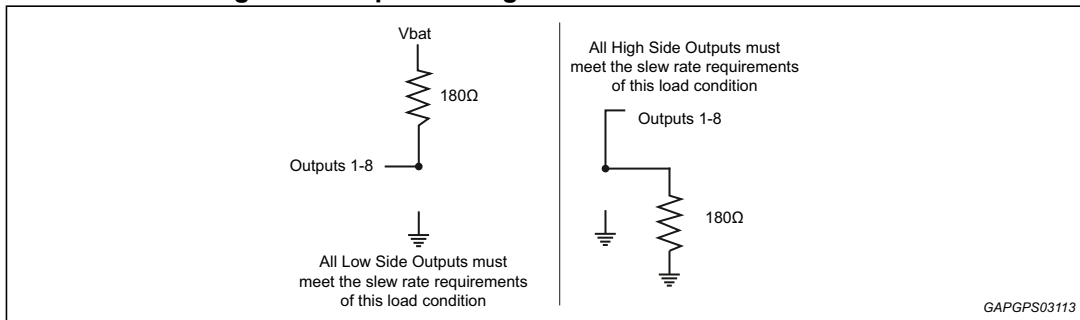 Vbat
180Ω
Outputs 1-8
All Low Side Outputs must
meet the slew rate requirements
of this load condition
All High Side Outputs must
meet the slew rate requirements
of this load condition
Outputs 1-8
180Ω
GAPGPS03113